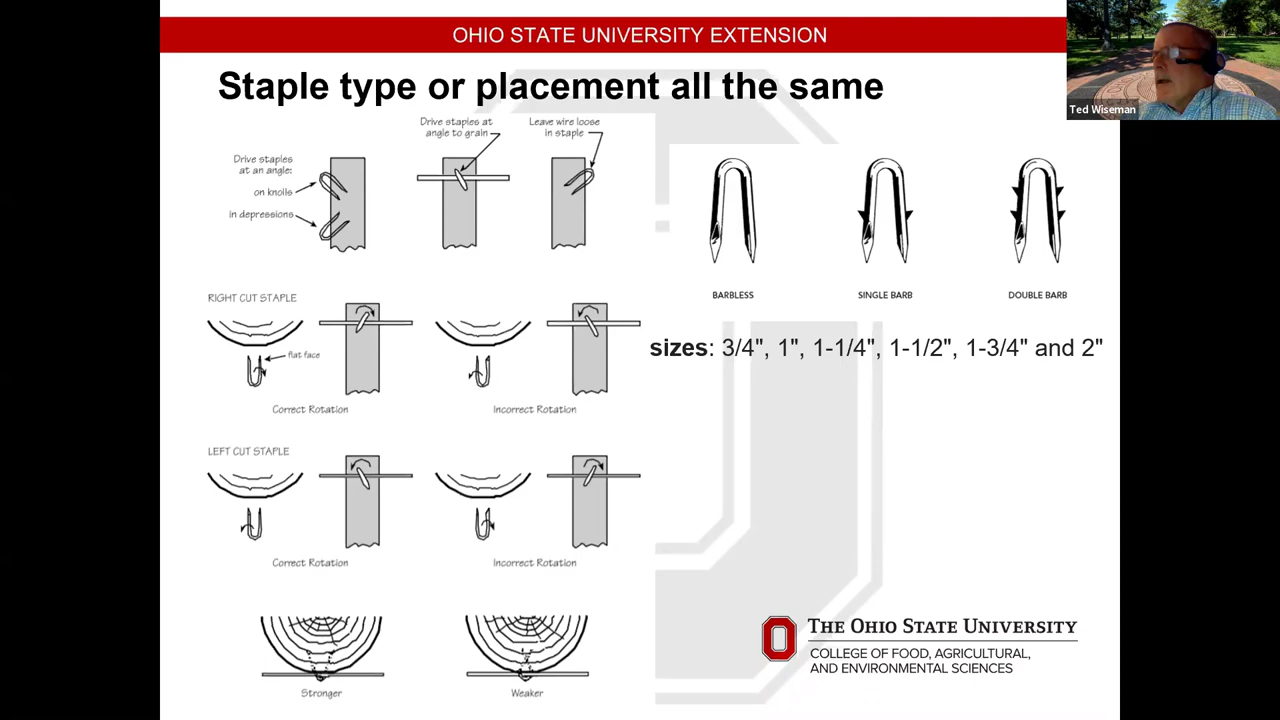 OHIO STATE UNIVERSITY EXTENSION
Ted Wiseman
Staple type or placement all the same
Drive staples
at an angle:
on knolls
in depressions
Drive staples at
angle to grain
Leave wire loose
in staple
BARBLESS
SINGLE BARB
DOUBLE BARB
sizes: 3/4", 1", 1-1/4", 1-1/2", 1-3/4" and 2"
RIGHT CUT STAPLE
flat face
Correct Rotation
Incorrect Rotation
LEFT CUT STAPLE
Correct Rotation
Incorrect Rotation
Stronger
Weaker
THE OHIO STATE UNIVERSITY
COLLEGE OF FOOD, AGRICULTURAL,
AND ENVIRONMENTAL SCIENCES